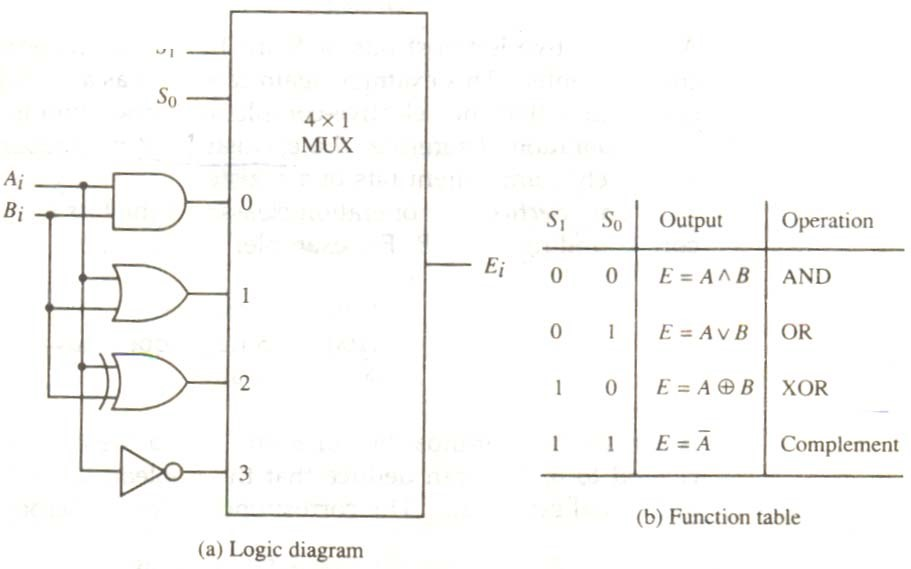 S₀
4 × 1
MUX
Aᵢ
Bᵢ
0
1
2
3
Eᵢ
(a) Logic diagram
S₁ S₀ Output Operation
0 0 E = A ∧ B AND
0 1 E = A ∨ B OR
1 0 E = A ⊕ B XOR
1 1 E = A̅ Complement
(b) Function table